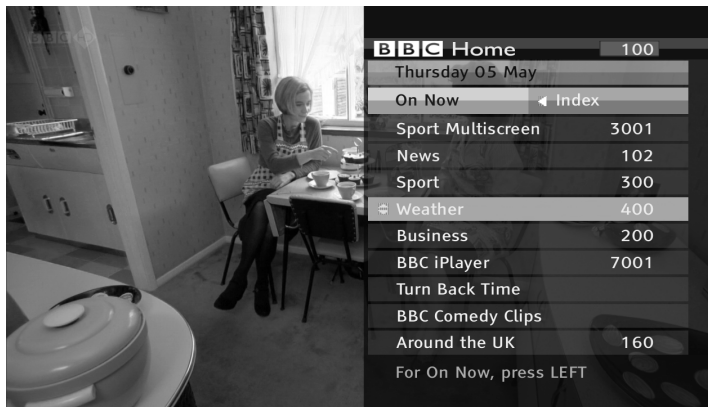 BBC Home 100
Thursday 05 May
On Now ◀ Index
Sport Multiscreen 3001
News 102
Sport 300
Weather 400
Business 200
BBC iPlayer 7001
Turn Back Time
BBC Comedy Clips
Around the UK 160
For On Now, press LEFT